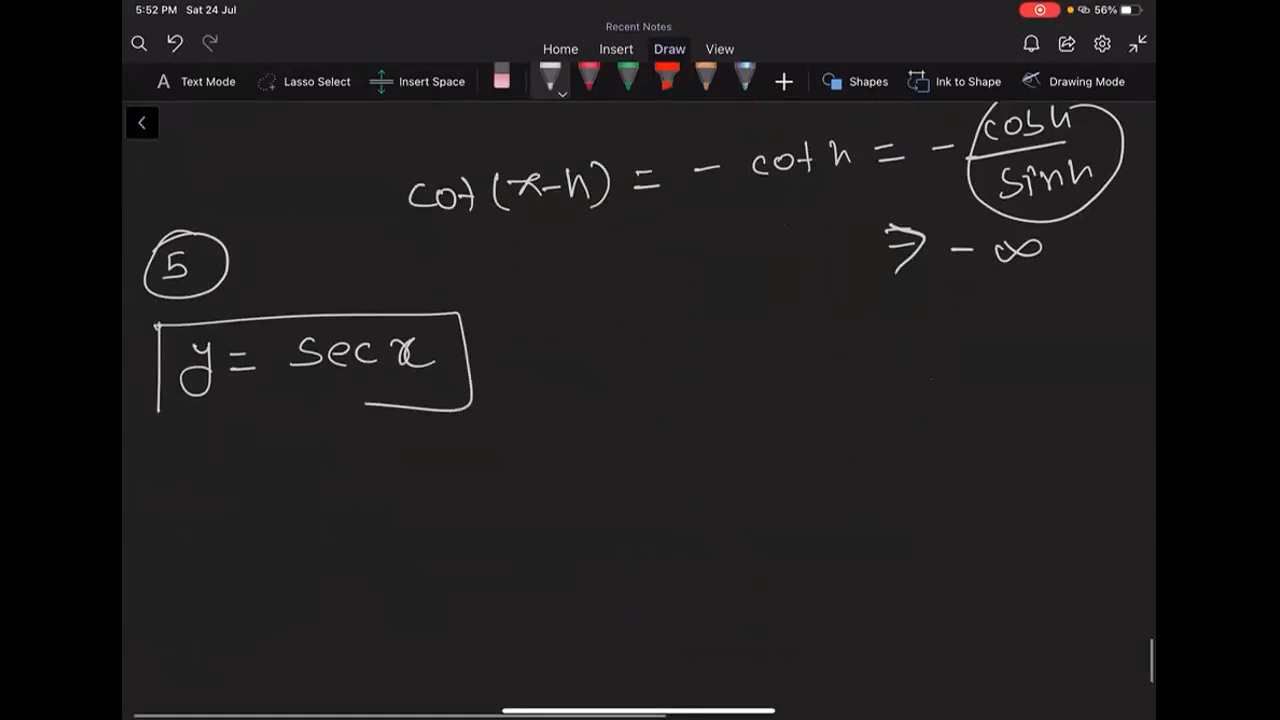 5:52 PM Sat 24 Jul 56%
Recent Notes
Home Insert Draw View
Text Mode Lasso Select Insert Space Shapes Ink to Shape Drawing Mode
cot(π-h) = - cot h = - cosh/sinh
⇒ - ∞
5
y = sec x